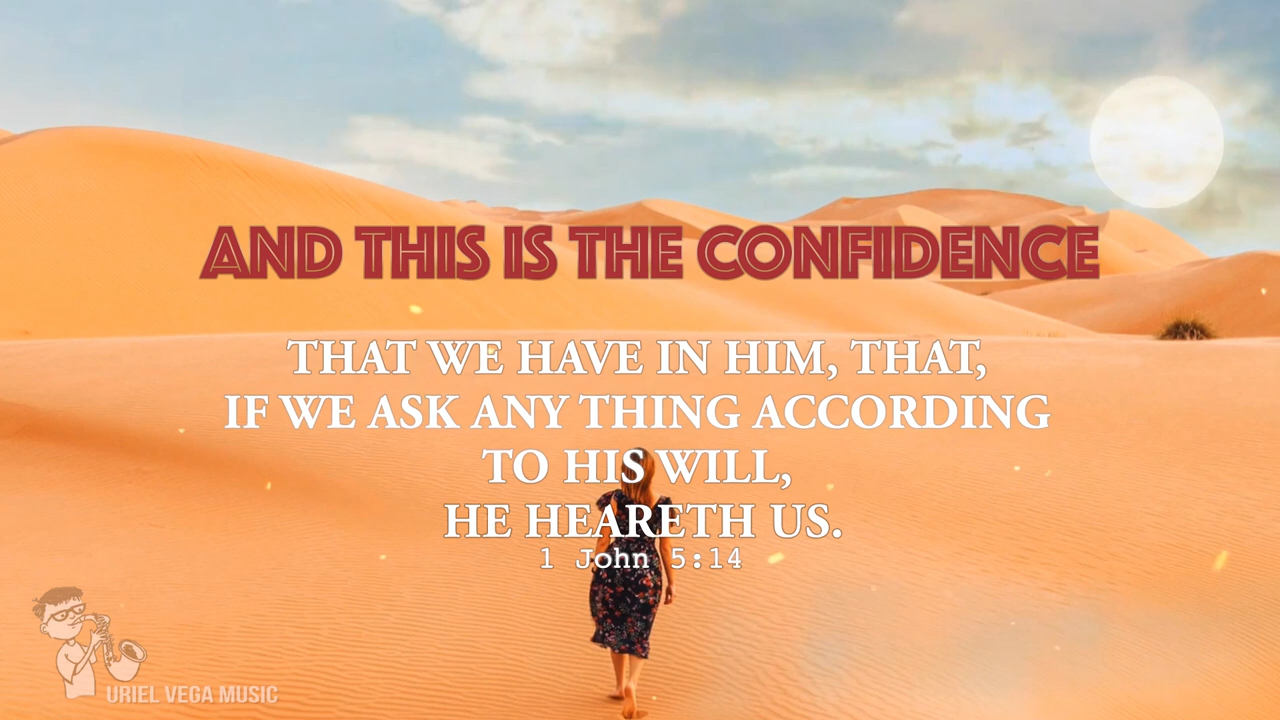 AND THIS IS THE CONFIDENCE
THAT WE HAVE IN HIM, THAT,
IF WE ASK ANY THING ACCORDING
TO HIS WILL,
HE HEARETH US.
1 John 5:14
URIEL VEGA MUSIC